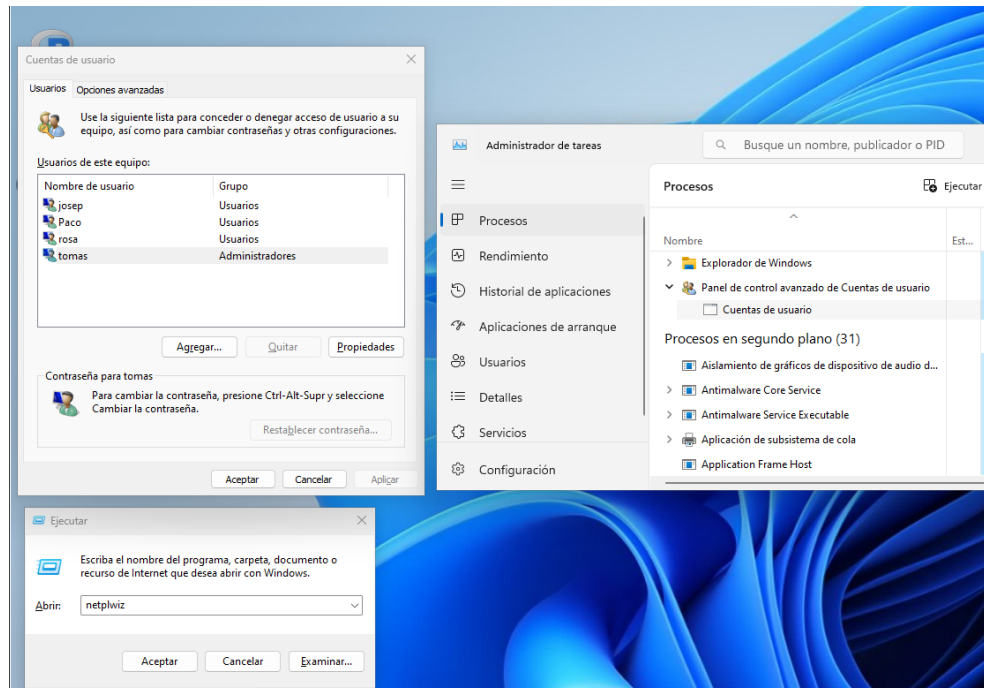 Cuentas de usuario
Usuarios
Opciones avanzadas
Use la siguiente lista para conceder o denegar acceso de usuario a su
equipo, así como para cambiar contraseñas y otras configuraciones.
Usuarios de este equipo:
Nombre de usuario Grupo
josep Usuarios
Paco Usuarios
rosa Usuarios
tomas Administradores
Agregar... Quitar Propiedades
Contraseña para tomas
Para cambiar la contraseña, presione Ctrl-Alt-Supr y seleccione
Cambiar la contraseña.
Restablecer contraseña...
Aceptar Cancelar Aplicar
Administrador de tareas
Busque un nombre, publicador o PID
Procesos
Rendimiento
Historial de aplicaciones
Aplicaciones de arranque
Usuarios
Detalles
Servicios
Configuración
Procesos Ejecutar
Nombre Est...
Explorador de Windows
Panel de control avanzado de Cuentas de usuario
Cuentas de usuario
Procesos en segundo plano (31)
Aislamiento de gráficos de dispositivo de audio d...
Antimalware Core Service
Antimalware Service Executable
Aplicación de subsistema de cola
Application Frame Host
Ejecutar
Escriba el nombre del programa, carpeta, documento o
recurso de Internet que desea abrir con Windows.
Abrir: netplwiz
Aceptar Cancelar Examinar...